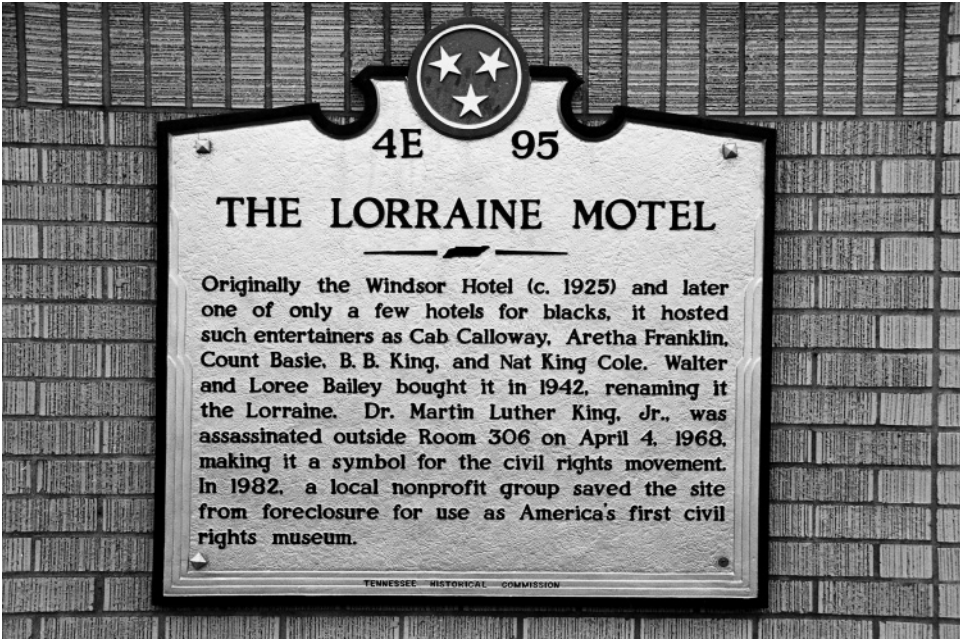 4E 95
THE LORRAINE MOTEL
Originally the Windsor Hotel (c. 1925) and later
one of only a few hotels for blacks, it hosted
such entertainers as Cab Calloway, Aretha Franklin,
Count Basie, B. B. King, and Nat King Cole. Walter
and Loree Bailey bought it in 1942, renaming it
the Lorraine. Dr. Martin Luther King, Jr., was
assassinated outside Room 306 on April 4, 1968,
making it a symbol for the civil rights movement.
In 1982, a local nonprofit group saved the site
from foreclosure for use as America's first civil
rights museum.
TENNESSEE HISTORICAL COMMISSION